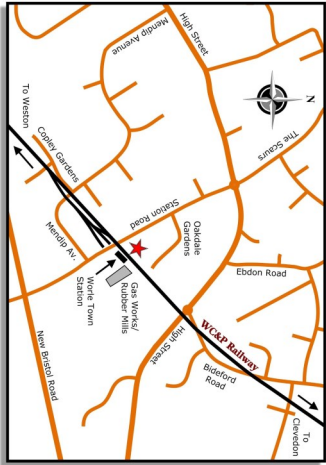 High Street
Mendip Avenue
N
The Scaurs
To Weston
Copley Gardens
Station Road
Oakdale
Gardens
Mendip Av.
Ebdon Road
Worle Town
Station
Gas Works/
Rubber Mills
High Street
WC&P Railway
Bideford
Road
New Bristol Road
To
Clevedon